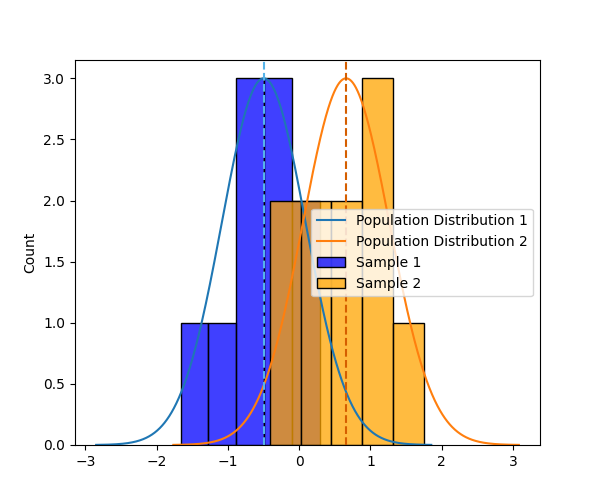 3.0
2.5
2.0
1.5
1.0
0.5
0.0
Count
Population Distribution 1
Population Distribution 2
Sample 1
Sample 2
−3 −2 −1 0 1 2 3